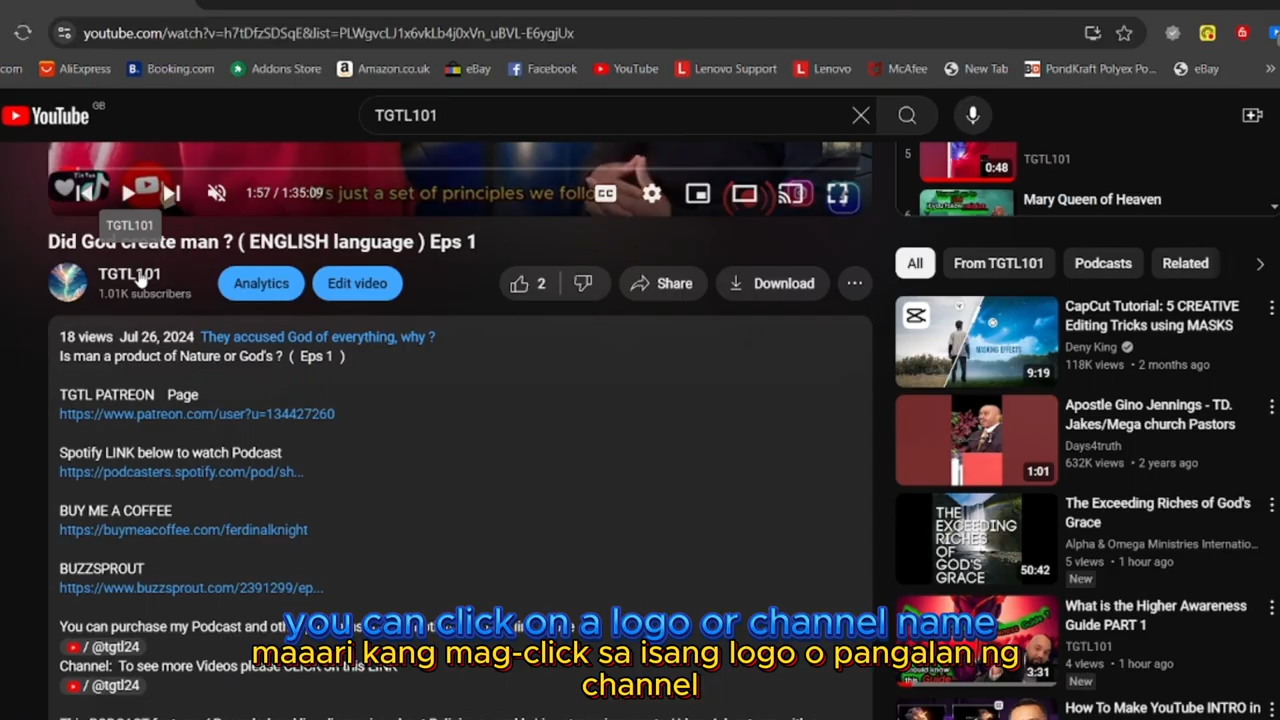 youtube.com/watch?v=h7tDfzSDSqE&list=PLWgvcLJ1x6vkLb4j0xVn_uBVL-E6ygjUx
com AliExpress Booking.com Addons Store Amazon.co.uk eBay Facebook YouTube Lenovo Support Lenovo McAfee New Tab PondKraft Polyex Po... eBay
YouTube GB
TGTL101
1:57 / 1:35:09
's just a set of principles we follo
CC
TGTL101
Did God create man ? ( ENGLISH language ) Eps 1
TGTL101
1.01K subscribers
Analytics
Edit video
2
Share
Download
18 views Jul 26, 2024 They accused God of everything, why ?
Is man a product of Nature or God's ? ( Eps 1 )
TGTL PATREON Page
https://www.patreon.com/user?u=134427260
Spotify LINK below to watch Podcast
https://podcasters.spotify.com/pod/sh...
BUY ME A COFFEE
https://buymeacoffee.com/ferdinalknight
BUZZSPROUT
https://www.buzzsprout.com/2391299/ep...
You can purchase my Podcast and
/ @tgtl24
Channel: To see more Videos please
/ @tgtl24
5
0:48
TGTL101
Mary Queen of Heaven
All
From TGTL101
Podcasts
Related
CapCut Tutorial: 5 CREATIVE
Editing Tricks using MASKS
Deny King
118K views • 2 months ago
MASKING EFFECTS
9:19
Apostle Gino Jennings - TD.
Jakes/Mega church Pastors
Days4truth
632K views • 2 years ago
1:01
THE
EXCEEDING
RICHES
OF
GOD'S
GRACE
50:42
The Exceeding Riches of God's
Grace
Alpha & Omega Ministries Internatio...
5 views • 1 hour ago
New
What is the Higher Awareness
Guide PART 1
TGTL101
4 views • 1 hour ago
New
3:31
How To Make YouTube INTRO in
you can click on a logo or channel name
maaari kang mag-click sa isang logo o pangalan ng
channel